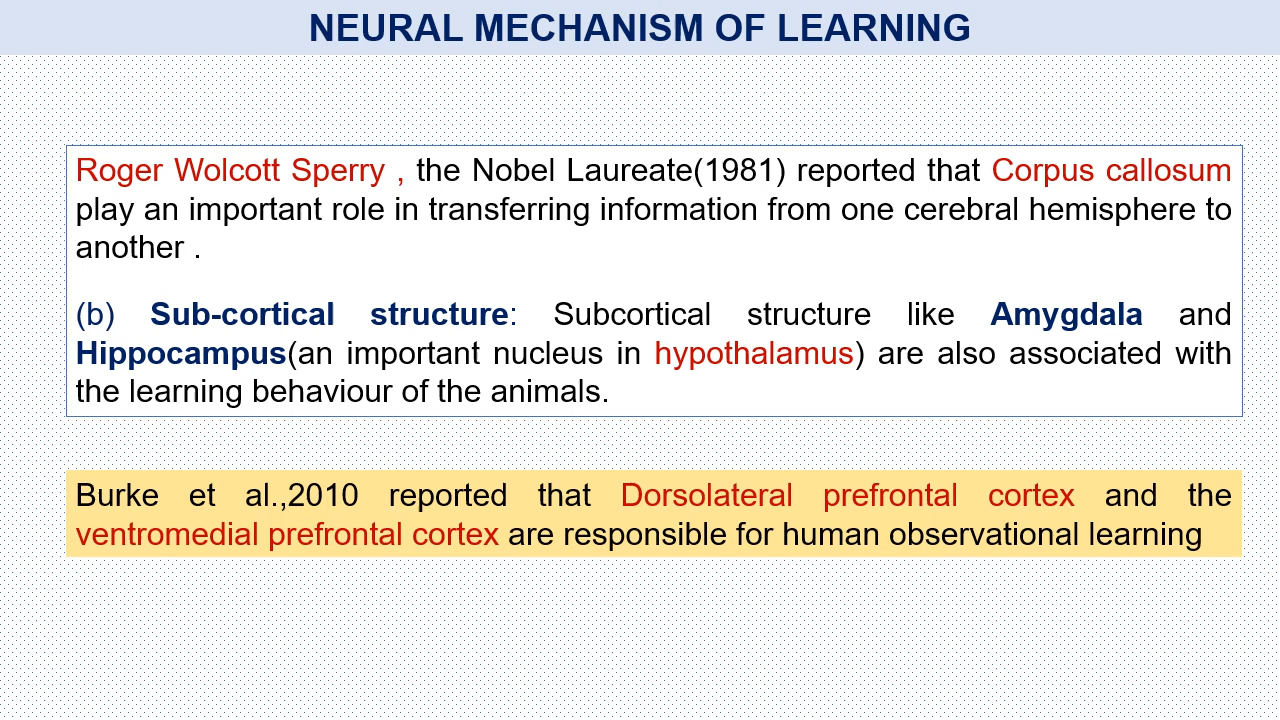 NEURAL MECHANISM OF LEARNING
Roger Wolcott Sperry , the Nobel Laureate(1981) reported that Corpus callosum
play an important role in transferring information from one cerebral hemisphere to
another .
(b) Sub-cortical structure: Subcortical structure like Amygdala and
Hippocampus(an important nucleus in hypothalamus) are also associated with
the learning behaviour of the animals.
Burke et al.,2010 reported that Dorsolateral prefrontal cortex and the
ventromedial prefrontal cortex are responsible for human observational learning